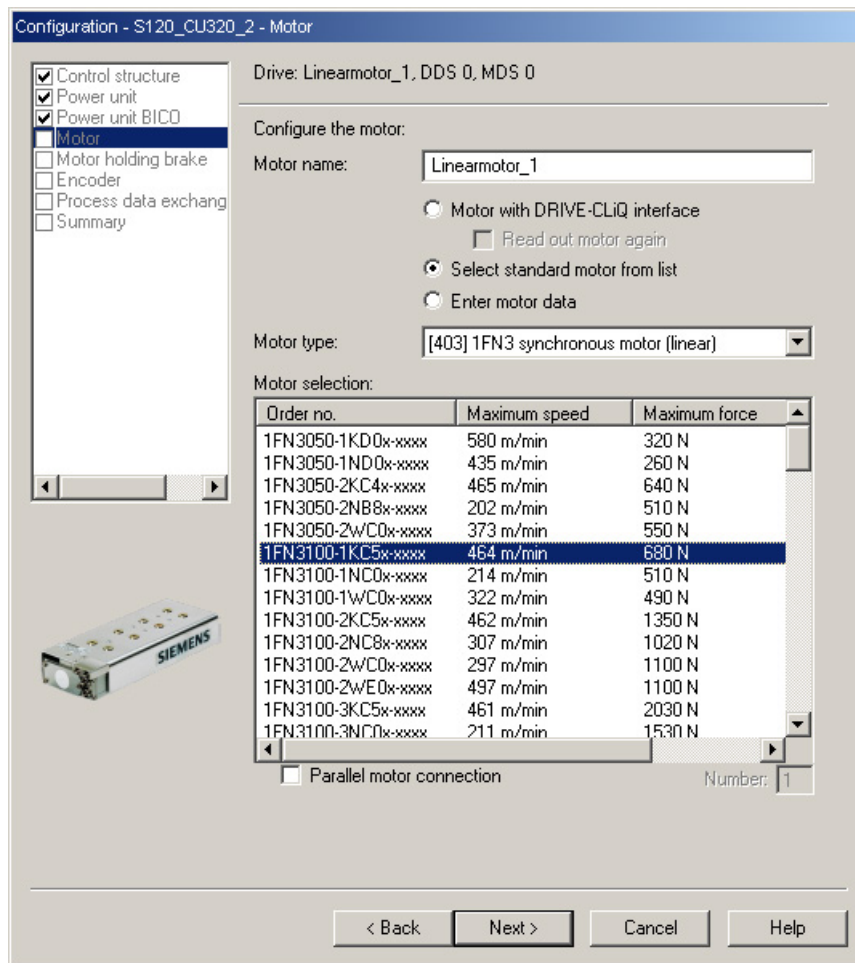 Configuration - S120_CU320_2 - Motor
Control structure
Power unit
Power unit BICO
Motor
Motor holding brake
Encoder
Process data exchang
Summary
Drive: Linearmotor_1, DDS 0, MDS 0
Configure the motor:
Motor name: Linearmotor_1
Motor with DRIVE-CLiQ interface
Read out motor again
Select standard motor from list
Enter motor data
Motor type: [403] 1FN3 synchronous motor (linear)
Motor selection:
Order no. Maximum speed Maximum force
1FN3050-1KD0x-xxxx 580 m/min 320 N
1FN3050-1ND0x-xxxx 435 m/min 260 N
1FN3050-2KC4x-xxxx 465 m/min 640 N
1FN3050-2NB8x-xxxx 202 m/min 510 N
1FN3050-2WC0x-xxxx 373 m/min 550 N
1FN3100-1KC5x-xxxx 464 m/min 680 N
1FN3100-1NC0x-xxxx 214 m/min 510 N
1FN3100-1WC0x-xxxx 322 m/min 490 N
1FN3100-2KC5x-xxxx 462 m/min 1350 N
1FN3100-2NC8x-xxxx 307 m/min 1020 N
1FN3100-2WC0x-xxxx 297 m/min 1100 N
1FN3100-2WE0x-xxxx 497 m/min 1100 N
1FN3100-3KC5x-xxxx 461 m/min 2030 N
1FN3100-3NC0x-xxxx 211 m/min 1530 N
SIEMENS
Parallel motor connection Number: 1
< Back Next > Cancel Help